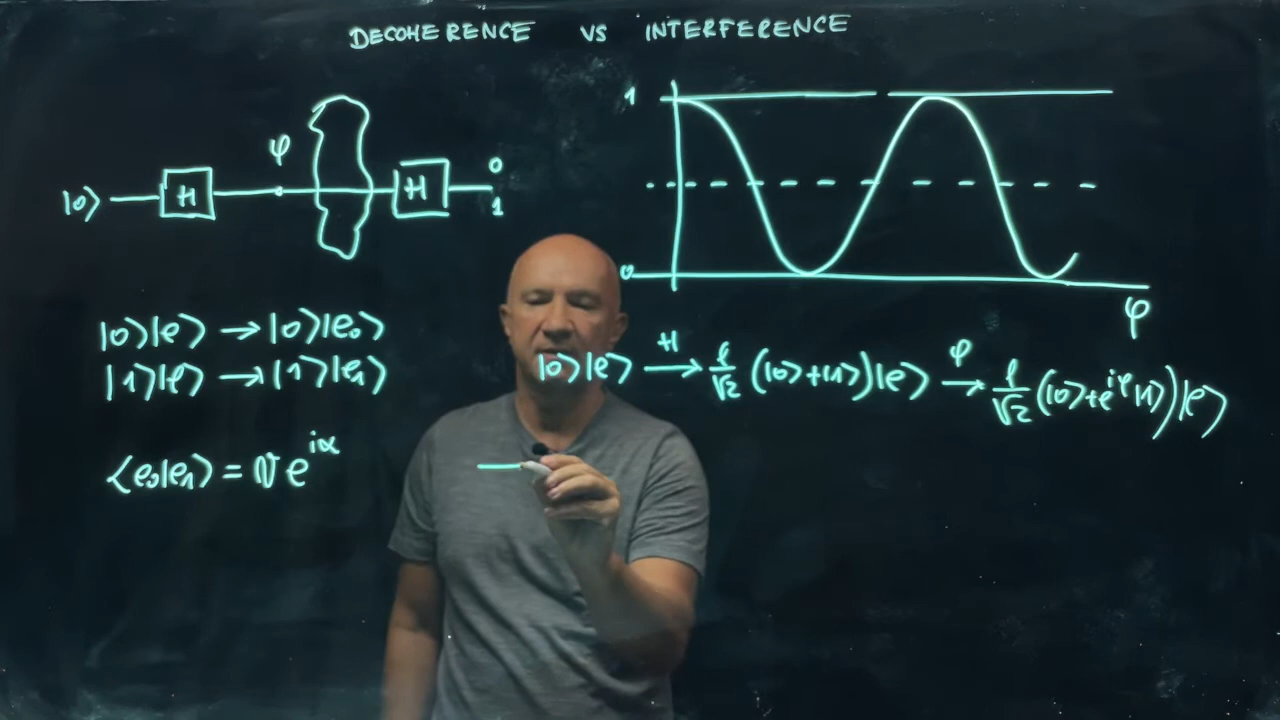 DECOHERENCE VS INTERFERENCE
φ
|0⟩ H H 0
1
1
0
φ
|0⟩|e⟩ → |0⟩|e₀⟩
|1⟩|e⟩ → |1⟩|e₁⟩
⟨e₀|e₁⟩ = v e^{iα}
|0⟩|e⟩ —H→ 1/√2 (|0⟩+|1⟩)|e⟩ —φ→ 1/√2 (|0⟩+e^{iφ}|1⟩)|e⟩